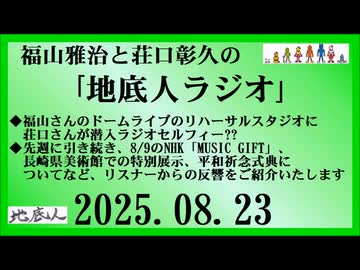 福山雅治と荘口彰久の
「地底人ラジオ」
◆福山さんのドームライブのリハーサルスタジオに
荘口さんが潜入ラジオセルフィー??
◆先週に引き続き、8/9のNHK「MUSIC GIFT」、
長崎県美術館での特別展示、平和祈念式典に
ついてなど、リスナーからの反響をご紹介いたします
地底人
2025.08.23